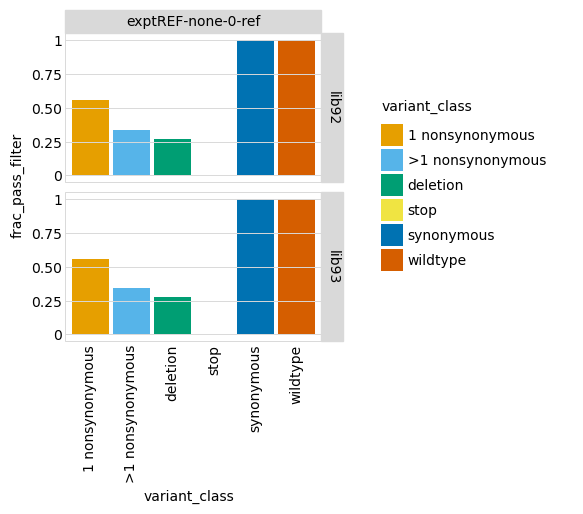 exptREF-none-0-ref
frac_pass_filter
1
0.75
0.50
0.25
0
lib92
1
0.75
0.50
0.25
0
lib93
1 nonsynonymous
>1 nonsynonymous
deletion
stop
synonymous
wildtype
variant_class
variant_class
1 nonsynonymous
>1 nonsynonymous
deletion
stop
synonymous
wildtype